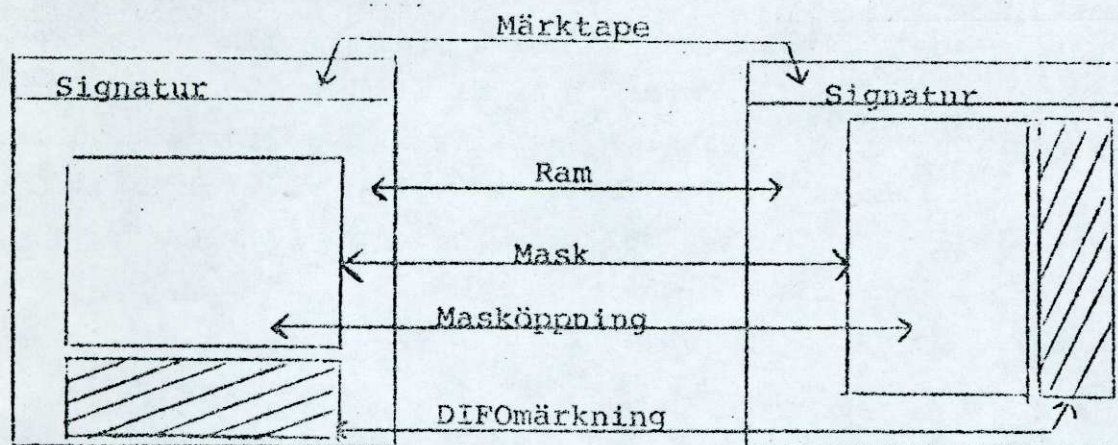 Märktape
Signatur
Signatur
Ram
Mask
Masköppning
DIFOmärkning